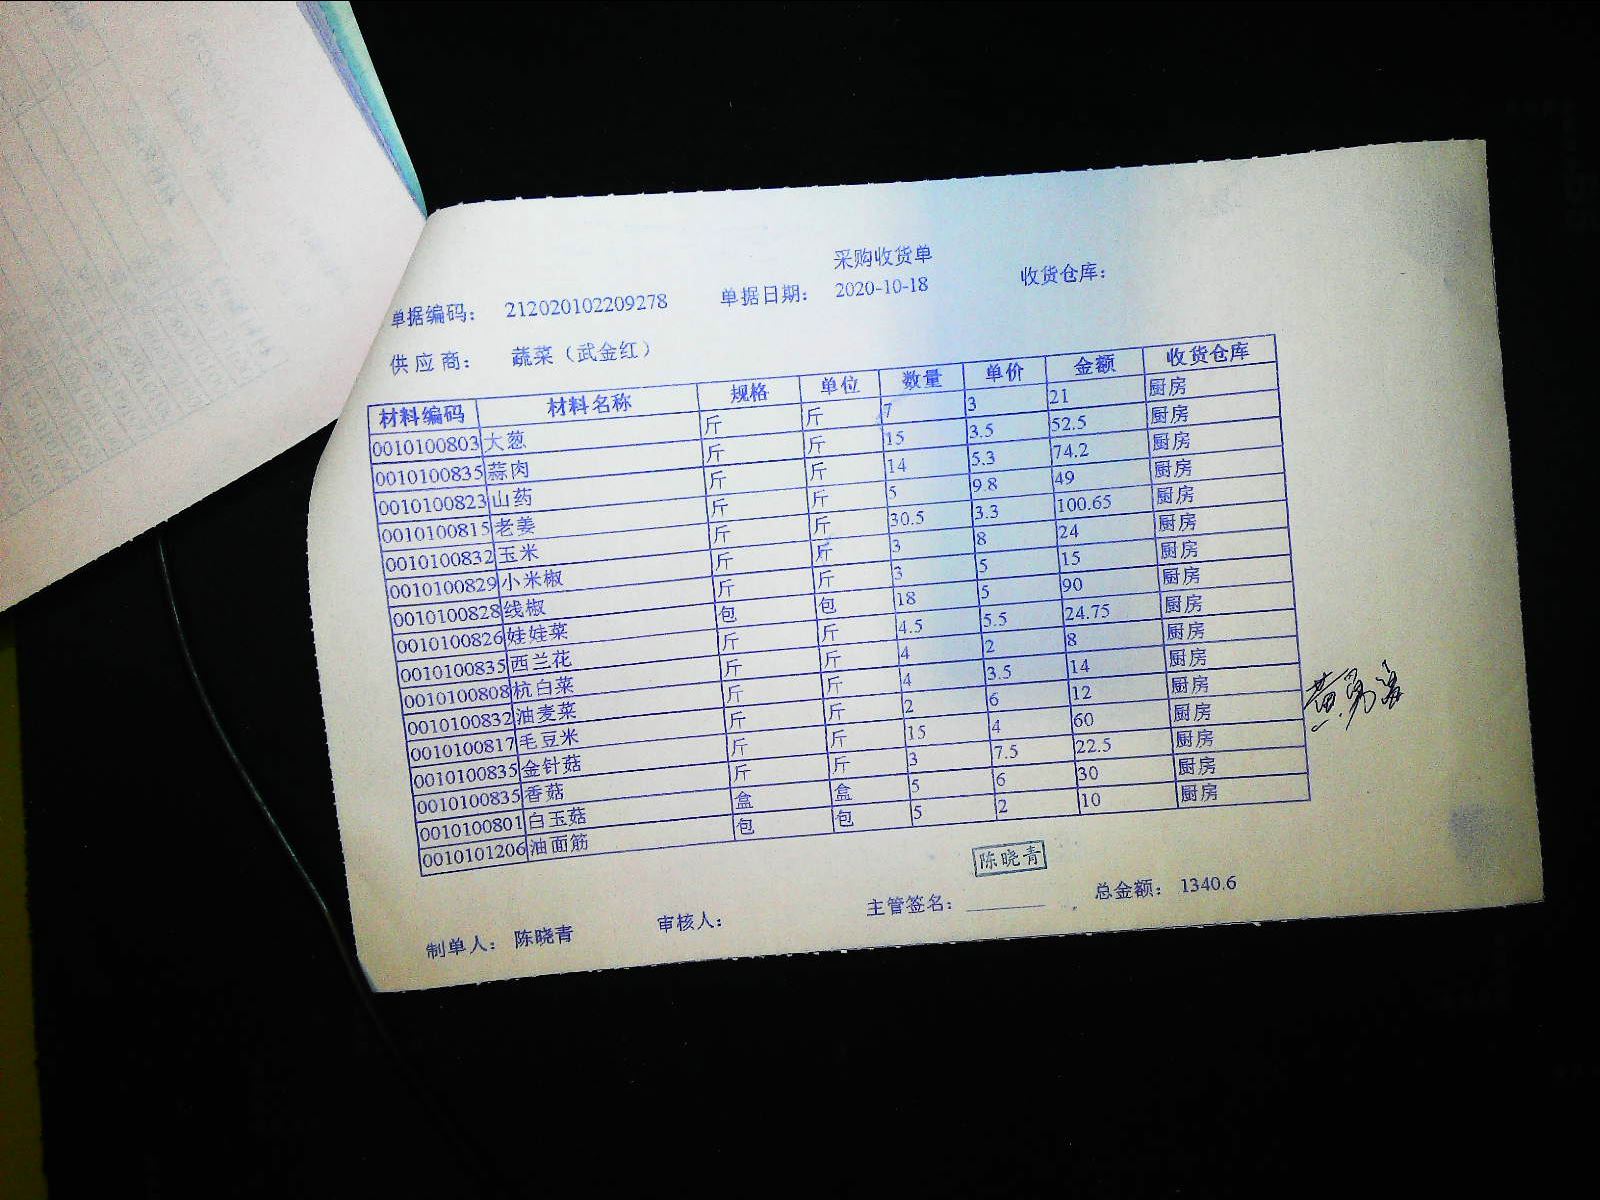 采购收货单
单据编码： 212020102209278 单据日期： 2020-10-18 收货仓库：
供应商： 蔬菜（武金红）
材料编码 材料名称 规格 单位 数量 单价 金额 收货仓库
0010100803 大葱 斤 斤 7 3 21 厨房
0010100835 蒜肉 斤 斤 15 3.5 52.5 厨房
0010100823 山药 斤 斤 14 5.3 74.2 厨房
0010100815 老姜 斤 斤 5 9.8 49 厨房
0010100832 玉米 斤 斤 30.5 3.3 100.65 厨房
0010100829 小米椒 斤 斤 3 8 24 厨房
0010100828 线椒 斤 斤 3 5 15 厨房
0010100826 娃娃菜 包 包 18 5 90 厨房
0010100835 西兰花 斤 斤 4.5 5.5 24.75 厨房
0010100808 杭白菜 斤 斤 4 2 8 厨房
0010100832 油麦菜 斤 斤 4 3.5 14 厨房
0010100817 毛豆米 斤 斤 2 6 12 厨房
0010100835 金针菇 斤 斤 15 4 60 厨房
0010100835 香菇 斤 斤 3 7.5 22.5 厨房
0010100801 白玉菇 盒 盒 5 6 30 厨房
0010101206 油面筋 包 包 5 2 10 厨房
陈晓青
制单人： 陈晓青 审核人： 主管签名： 总金额： 1340.6